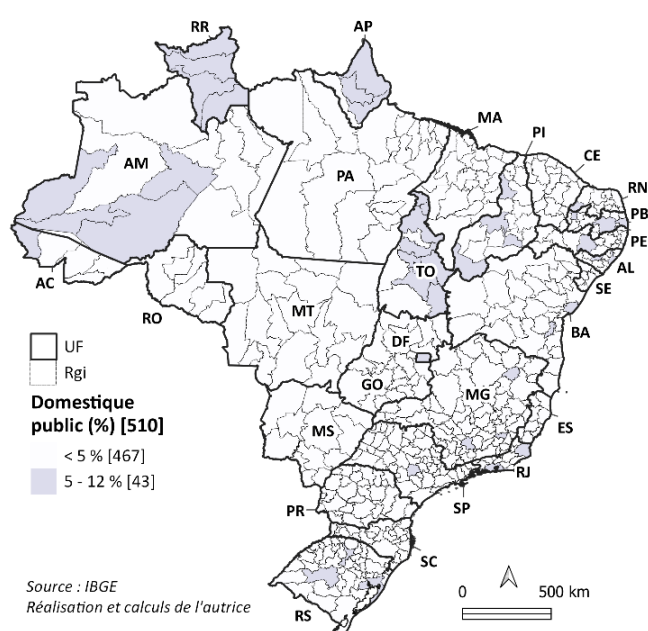 RR
AP
MA
PI
CE
AM
PA
RN
PB
PE
TO
AL
AC
SE
RO
MT
BA
DF
UF
Rgi
GO
MG
Domestique
public (%) [510]
MS
ES
< 5 % [467]
5 - 12 % [43]
RJ
PR
SP
SC
Source : IBGE
Réalisation et calculs de l'autrice
RS
0 500 km